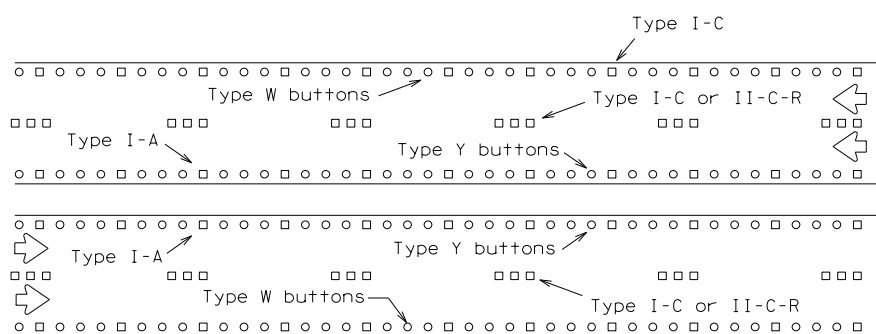 Type I-C
Type W buttons
Type I-C or II-C-R
Type I-A
Type Y buttons
Type I-A
Type Y buttons
Type W buttons
Type I-C or II-C-R